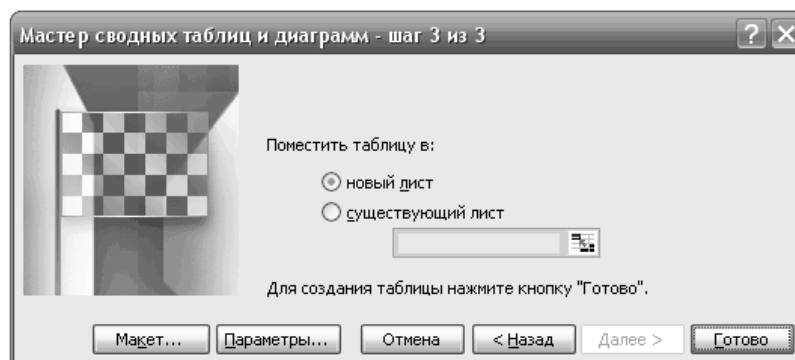 Мастер сводных таблиц и диаграмм - шаг 3 из 3
?
Поместить таблицу в:
новый лист
существующий лист
Для создания таблицы нажмите кнопку "Готово".
Макет... Параметры... Отмена < Назад Далее > Готово